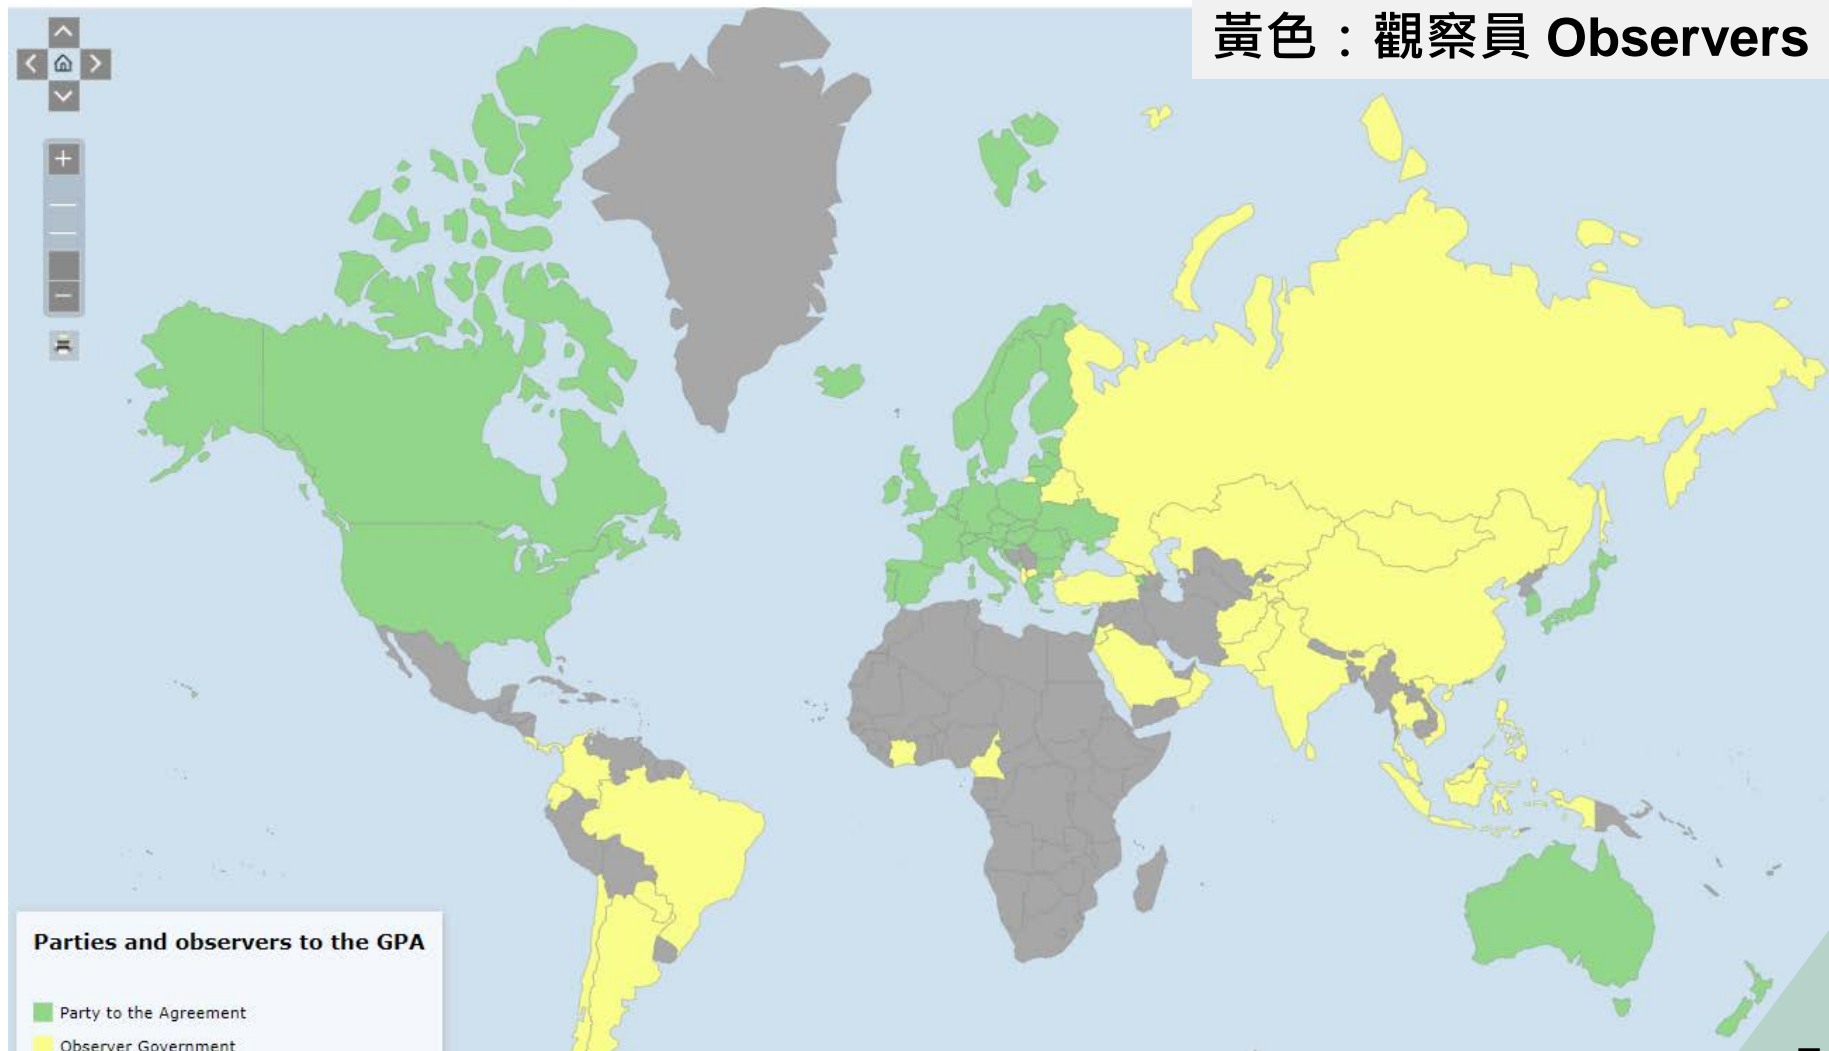 黃色：觀察員 Observers
Parties and observers to the GPA
Party to the Agreement
Observer Government